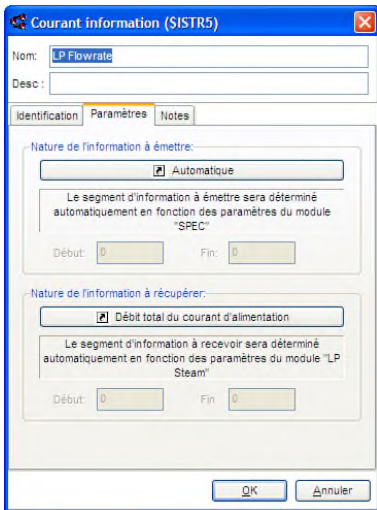 Courant information ($ISTR5)
Nom: LP Flowrate
Desc :
Identification Paramètres Notes
Nature de l'information à émettre:
Automatique
Le segment d'information à émettre sera déterminé
automatiquement en fonction des paramètres du module
"SPEC"
Début: 0 Fin: 0
Nature de l'information à récupérer:
Débit total du courant d'alimentation
Le segment d'information à recevoir sera déterminé
automatiquement en fonction des paramètres du module "LP
Steam"
Début: 0 Fin 0
OK Annuler